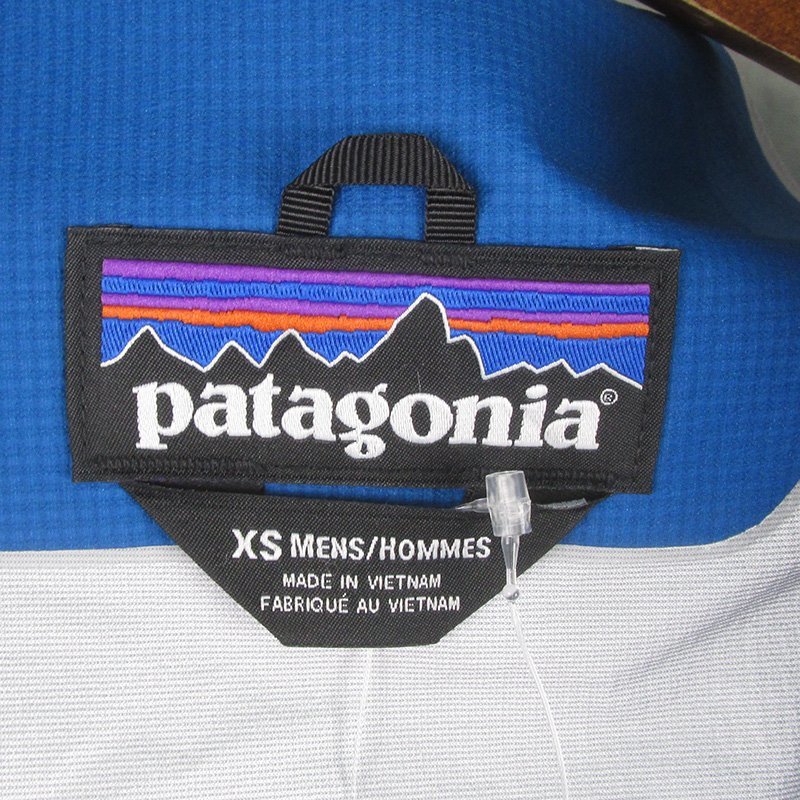 patagonia®
XS MENS/HOMMES
MADE IN VIETNAM
FABRIQUÉ AU VIETNAM